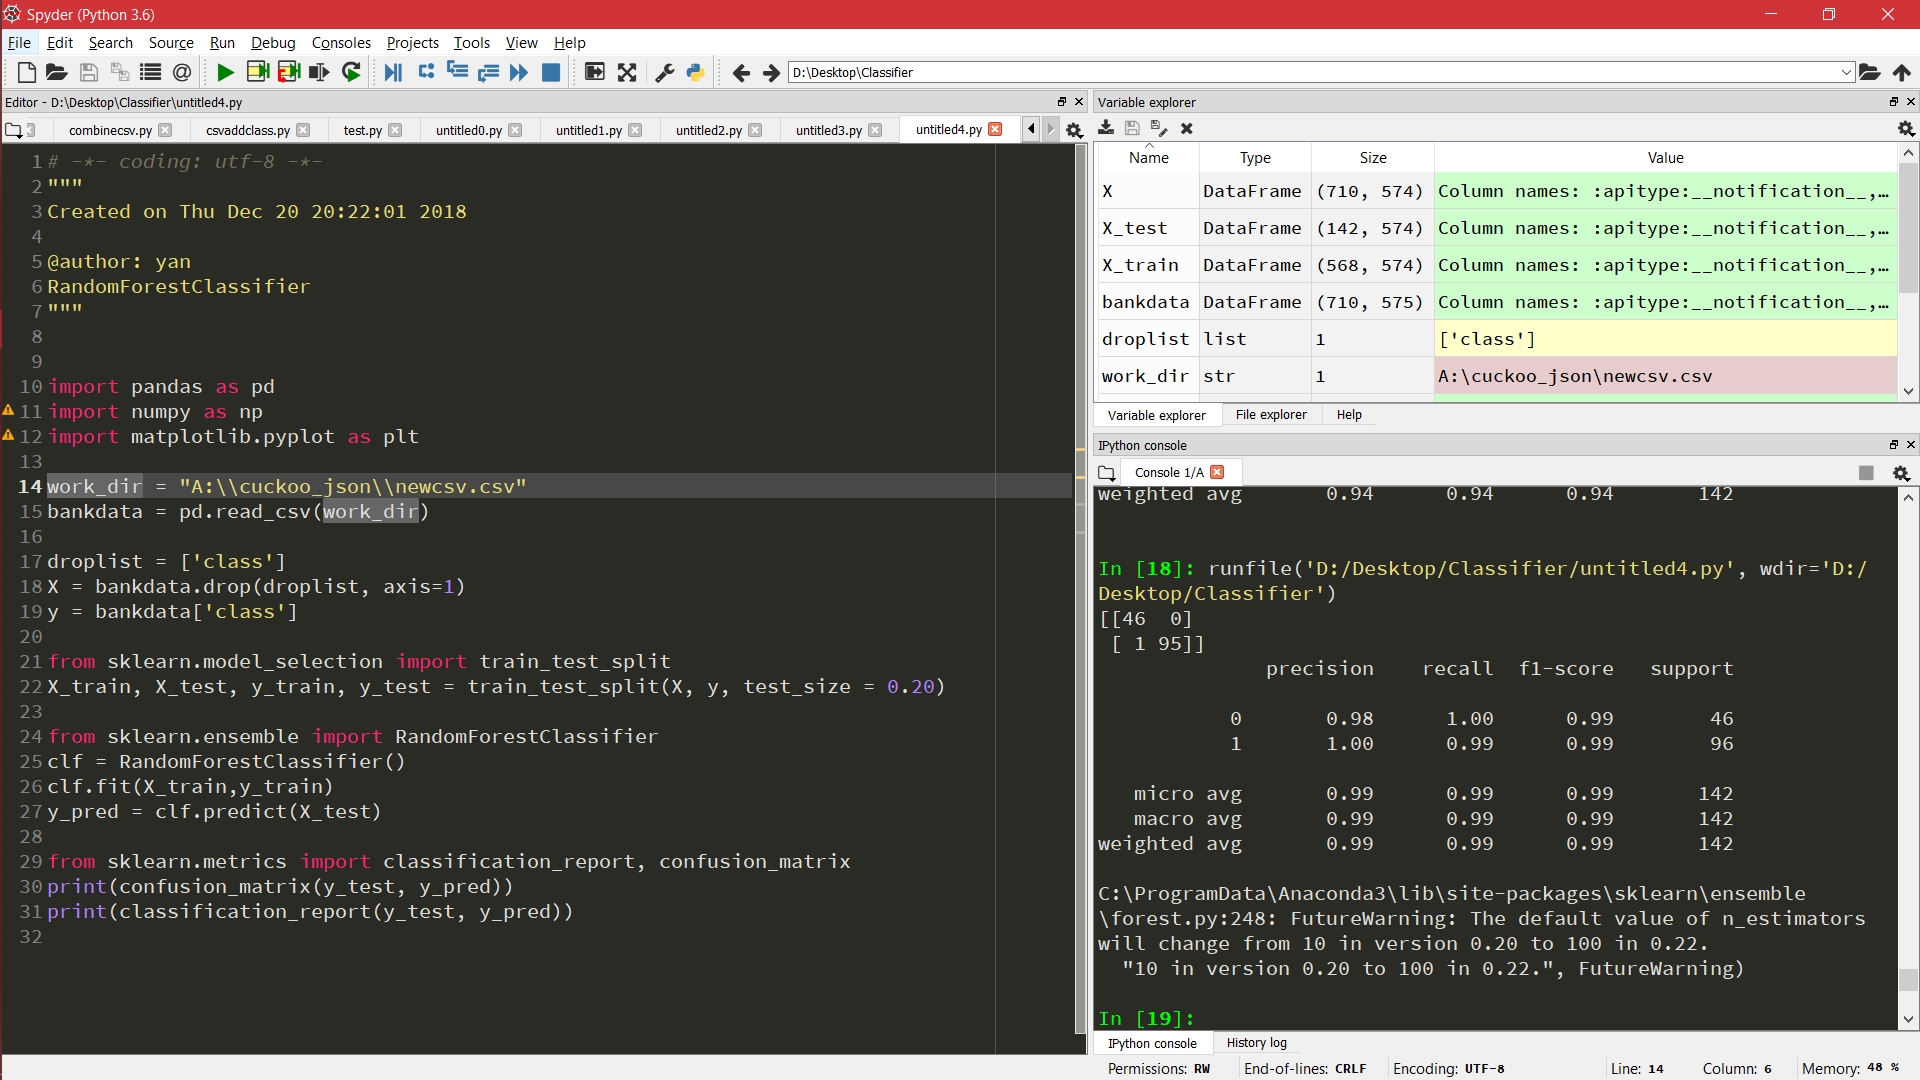 Spyder (Python 3.6)
File Edit Search Source Run Debug Consoles Projects Tools View Help
D:\Desktop\Classifier
Editor - D:\Desktop\Classifier\untitled4.py
combinecsv.py csvaddclass.py test.py untitled0.py untitled1.py untitled2.py untitled3.py untitled4.py
1 # -*- coding: utf-8 -*-
2 """
3 Created on Thu Dec 20 20:22:01 2018
4
5 @author: yan
6 RandomForestClassifier
7 """
8
9
10 import pandas as pd
11 import numpy as np
12 import matplotlib.pyplot as plt
13
14 work_dir = "A:\\cuckoo_json\\newcsv.csv"
15 bankdata = pd.read_csv(work_dir)
16
17 droplist = ['class']
18 X = bankdata.drop(droplist, axis=1)
19 y = bankdata['class']
20
21 from sklearn.model_selection import train_test_split
22 X_train, X_test, y_train, y_test = train_test_split(X, y, test_size = 0.20)
23
24 from sklearn.ensemble import RandomForestClassifier
25 clf = RandomForestClassifier()
26 clf.fit(X_train,y_train)
27 y_pred = clf.predict(X_test)
28
29 from sklearn.metrics import classification_report, confusion_matrix
30 print(confusion_matrix(y_test, y_pred))
31 print(classification_report(y_test, y_pred))
32
Variable explorer
Name Type Size Value
X DataFrame (710, 574) Column names: :apitype:__notification__,…
X_test DataFrame (142, 574) Column names: :apitype:__notification__,…
X_train DataFrame (568, 574) Column names: :apitype:__notification__,…
bankdata DataFrame (710, 575) Column names: :apitype:__notification__,…
droplist list 1 ['class']
work_dir str 1 A:\cuckoo_json\newcsv.csv
Variable explorer File explorer Help
IPython console
Console 1/A
weighted avg 0.94 0.94 0.94 142
In [18]: runfile('D:/Desktop/Classifier/untitled4.py', wdir='D:/
Desktop/Classifier')
[[46  0]
 [ 1 95]]
precision recall f1-score support
0 0.98 1.00 0.99 46
1 1.00 0.99 0.99 96
micro avg 0.99 0.99 0.99 142
macro avg 0.99 0.99 0.99 142
weighted avg 0.99 0.99 0.99 142
C:\ProgramData\Anaconda3\lib\site-packages\sklearn\ensemble
\forest.py:248: FutureWarning: The default value of n_estimators
will change from 10 in version 0.20 to 100 in 0.22.
"10 in version 0.20 to 100 in 0.22.", FutureWarning)
In [19]:
IPython console History log
Permissions: RW End-of-lines: CRLF Encoding: UTF-8 Line: 14 Column: 6 Memory: 48 %